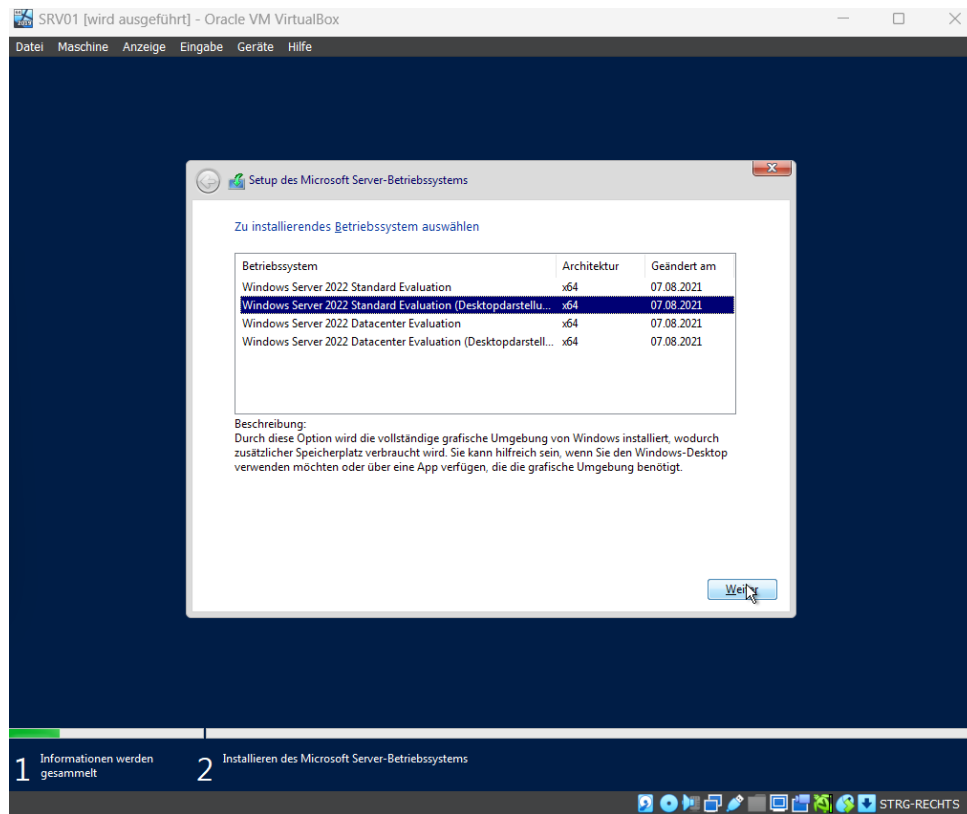 SRV01 [wird ausgeführt] - Oracle VM VirtualBox
Datei Maschine Anzeige Eingabe Geräte Hilfe
Setup des Microsoft Server-Betriebssystems
Zu installierendes Betriebssystem auswählen
Betriebssystem Architektur Geändert am
Windows Server 2022 Standard Evaluation x64 07.08.2021
Windows Server 2022 Standard Evaluation (Desktopdarstellu... x64 07.08.2021
Windows Server 2022 Datacenter Evaluation x64 07.08.2021
Windows Server 2022 Datacenter Evaluation (Desktopdarstell... x64 07.08.2021
Beschreibung:
Durch diese Option wird die vollständige grafische Umgebung von Windows installiert, wodurch
zusätzlicher Speicherplatz verbraucht wird. Sie kann hilfreich sein, wenn Sie den Windows-Desktop
verwenden möchten oder über eine App verfügen, die die grafische Umgebung benötigt.
Weiter
1 Informationen werden
gesammelt
2 Installieren des Microsoft Server-Betriebssystems
STRG-RECHTS